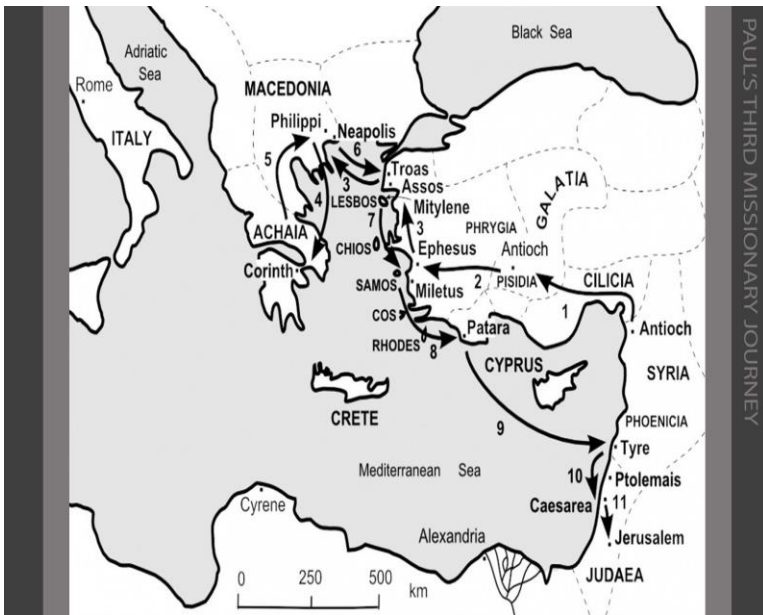 PAUL'S THIRD MISSIONARY JOURNEY
Black Sea
Adriatic
Sea
Rome
MACEDONIA
ITALY
Philippi
Neapolis
5
6
Troas
3
Assos
4
LESBOS
7
Mitylene
GALATIA
ACHAIA
3
PHRYGIA
CHIOS
Ephesus
Antioch
Corinth
2
PISIDIA
CILICIA
SAMOS
Miletus
1
COS
Patara
Antioch
RHODES
8
CYPRUS
SYRIA
CRETE
9
PHOENICIA
Tyre
Mediterranean Sea
10
Ptolemais
Cyrene
Caesarea
11
Alexandria
Jerusalem
JUDAEA
0 250 500
km